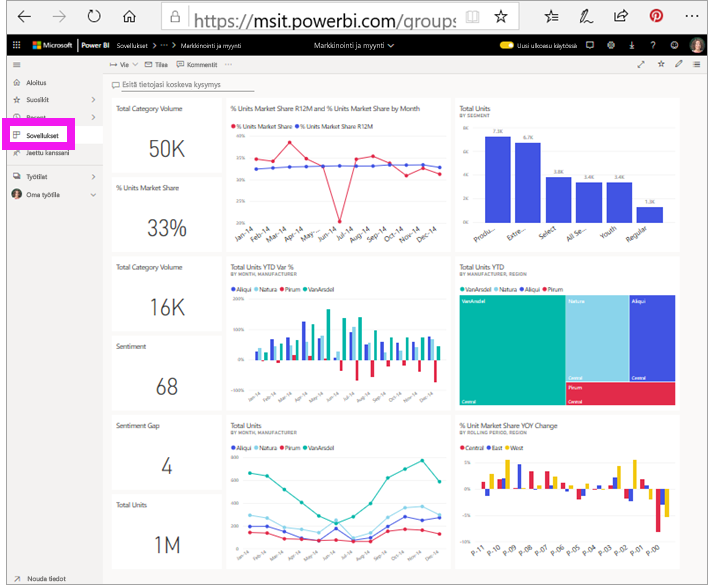 https://msit.powerbi.com/groups
Microsoft Power BI Sovellukset > ··· > Markkinointi ja myynti
Markkinointi ja myynti
Uusi ulkoasu käytössä
Vie Tilaa Kommentit ···
Aloitus
Suosikit
Recent
Sovellukset
Jaettu kanssani
Työtilat
Oma työtila
Nouda tiedot
Esitä tietojasi koskeva kysymys
Total Category Volume
50K
% Units Market Share
33%
Total Category Volume
16K
Sentiment
68
Sentiment Gap
4
Total Units
1M
% Units Market Share R12M and % Units Market Share by Month
% Units Market Share % Units Market Share R12M
40%
35%
30%
25%
20%
Jan-14 Feb-14 Mar-14 Apr-14 May-... Jun-14 Jul-14 Aug-14 Sep-14 Oct-14 Nov-14 Dec-14
Total Units
BY SEGMENT
8K
6K
4K
2K
0K
7.3K 6.7K 3.8K 3.4K 3.4K 1.3K
Produ... Extre... Select All Se... Youth Regular
Total Units YTD Var %
BY MONTH, MANUFACTURER
Aliqui Natura Pirum VanArsdel
200%
100%
0%
-100%
Jan-14 Feb-14 Mar-14 Apr-14 May-14 Jun-14 Jul-14 Aug-14 Sep-14 Oct-14 Nov-14 Dec-14
Total Units YTD
BY MANUFACTURER, REGION
VanArsdel Natura Aliqui Pirum
VanArsdel
Central
Natura
Central
Aliqui
Central
Pirum
Central
Total Units
BY MONTH, MANUFACTURER
Aliqui Natura Pirum VanArsdel
800
600
400
200
0
Jan-14 Feb-14 Mar-14 Apr-14 May-14 Jun-14 Jul-14 Aug-14 Sep-14 Oct-14 Nov-14 Dec-14
% Unit Market Share YOY Change
BY ROLLING PERIOD, REGION
Central East West
5%
0%
-5%
-10%
P-11 P-10 P-09 P-08 P-07 P-06 P-05 P-04 P-03 P-02 P-01 P-00